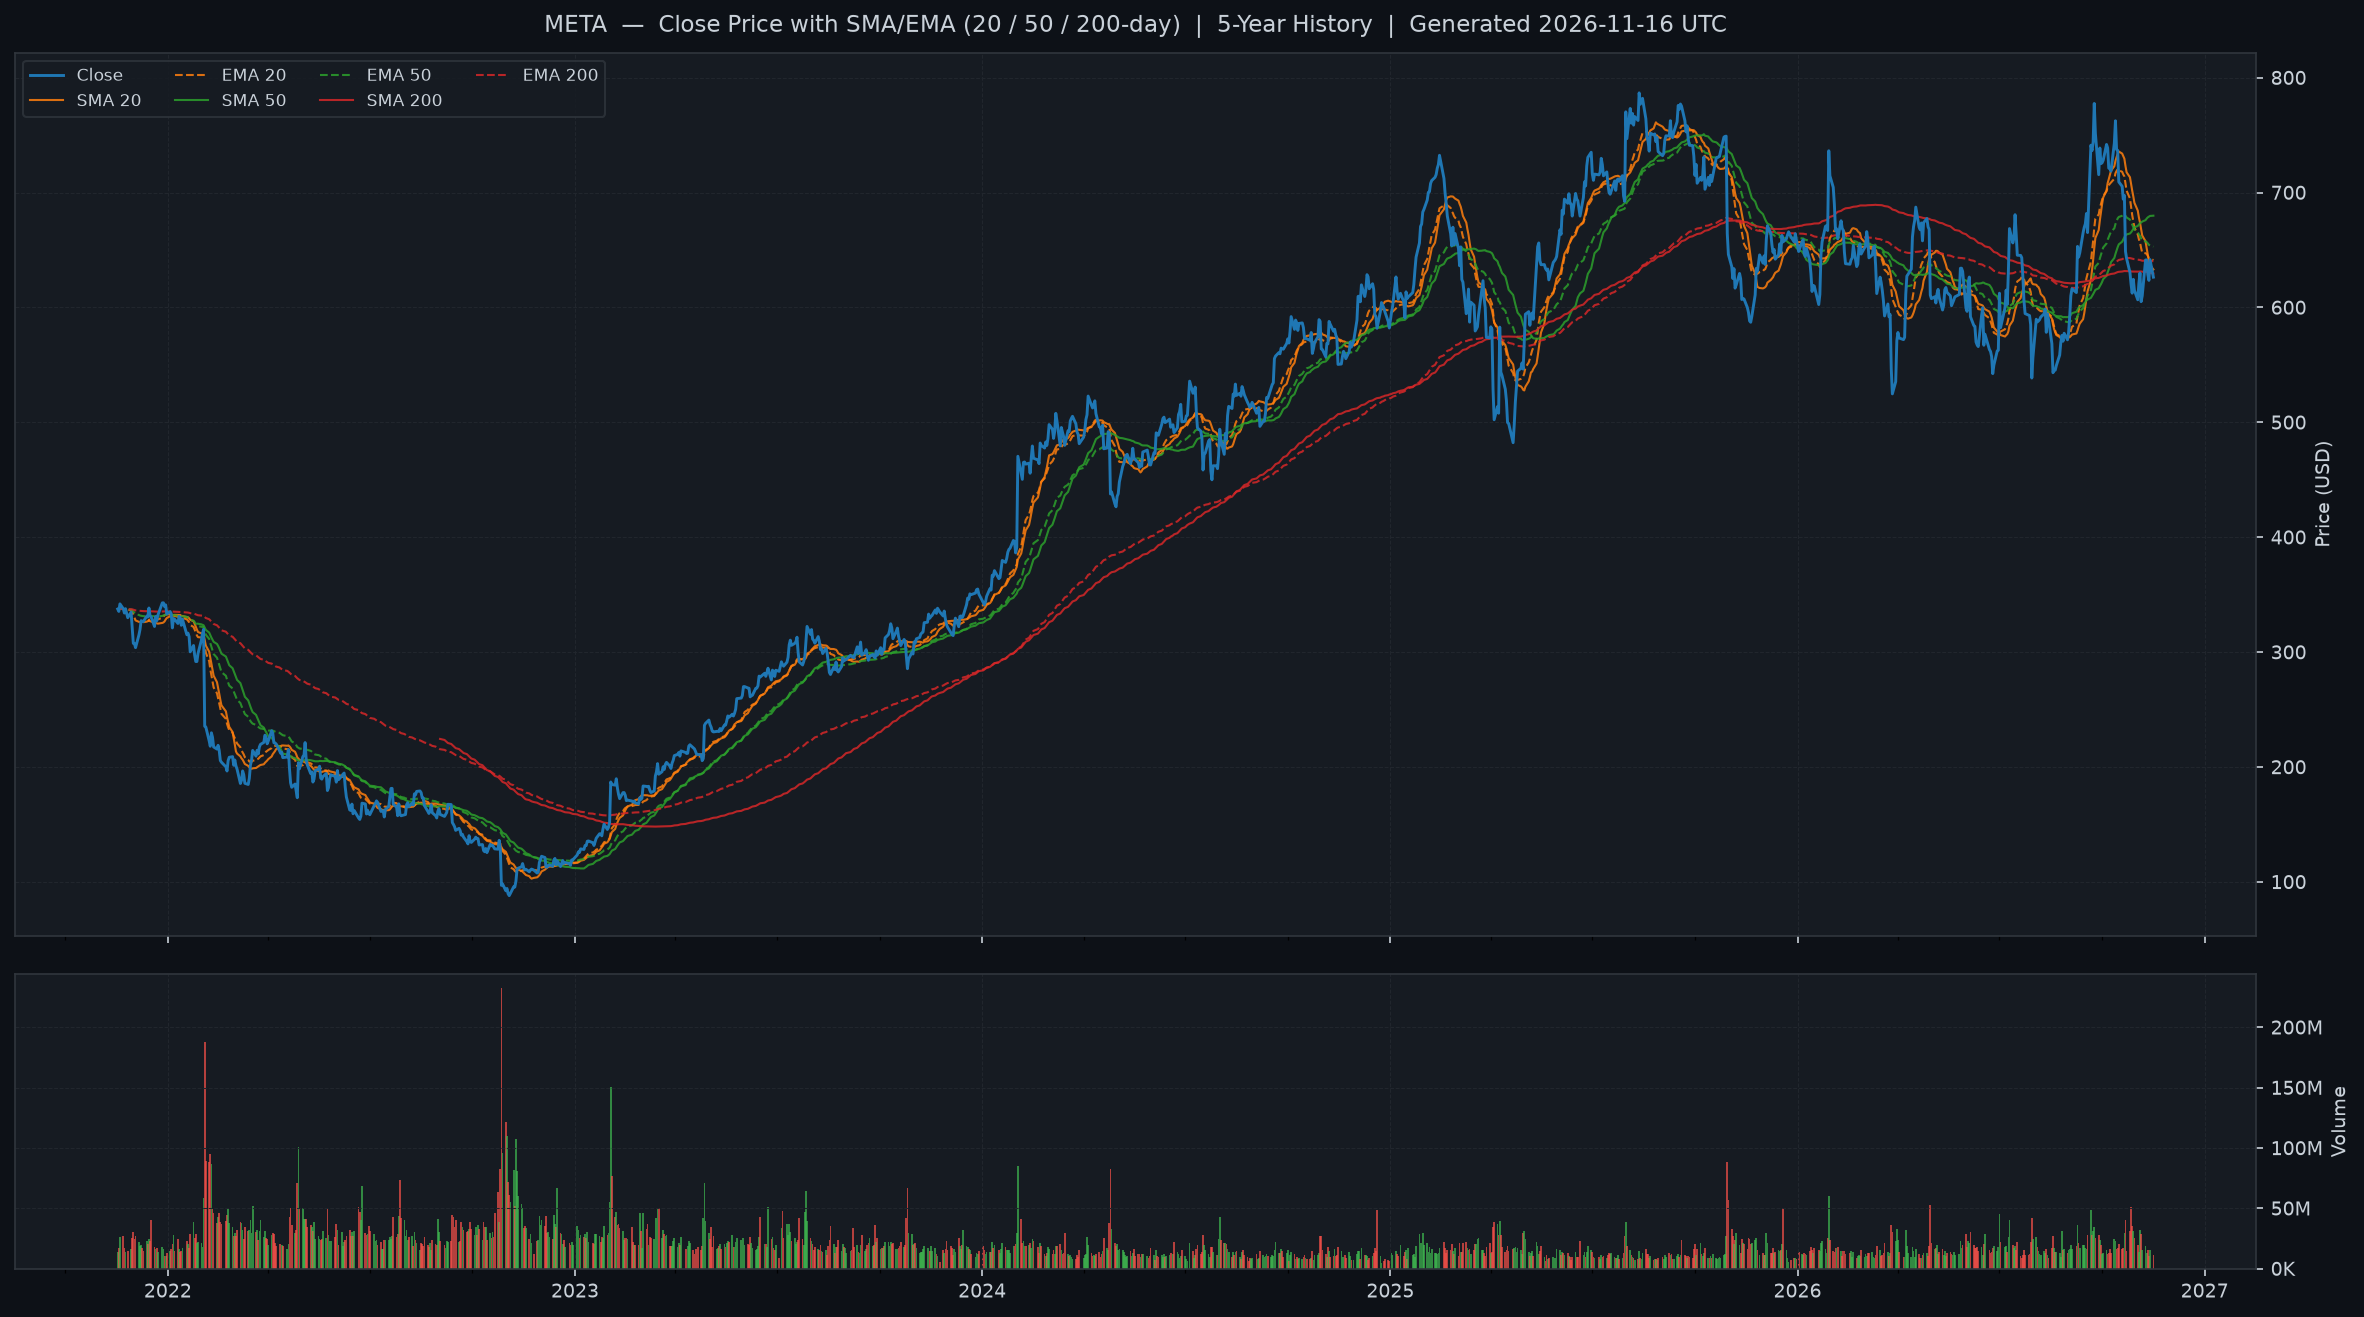 META — Close Price with SMA/EMA (20 / 50 / 200-day) | 5-Year History | Generated 2026-11-16 UTC
Close EMA 20 EMA 50 EMA 200
SMA 20 SMA 50 SMA 200
800
700
600
500
400
300
200
100
Price (USD)
200M
150M
100M
50M
0K
Volume
2022 2023 2024 2025 2026 2027